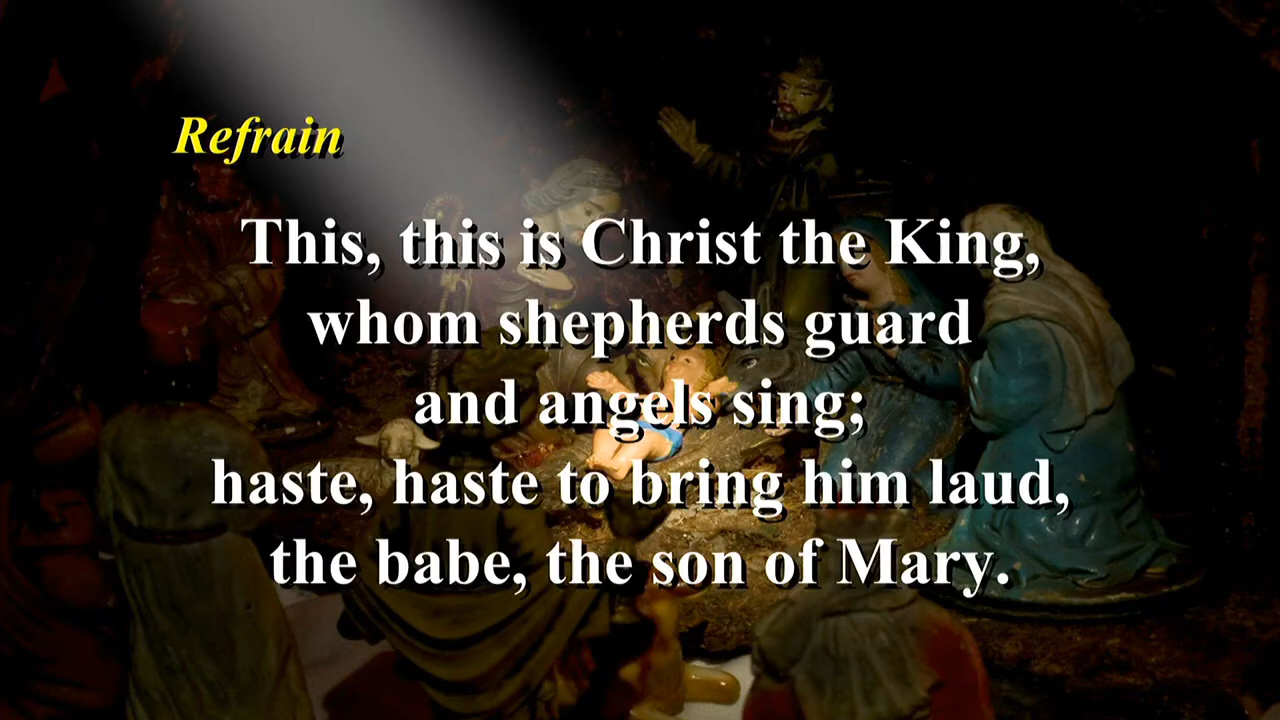 Refrain
This, this is Christ the King,
whom shepherds guard
and angels sing;
haste, haste to bring him laud,
the babe, the son of Mary.